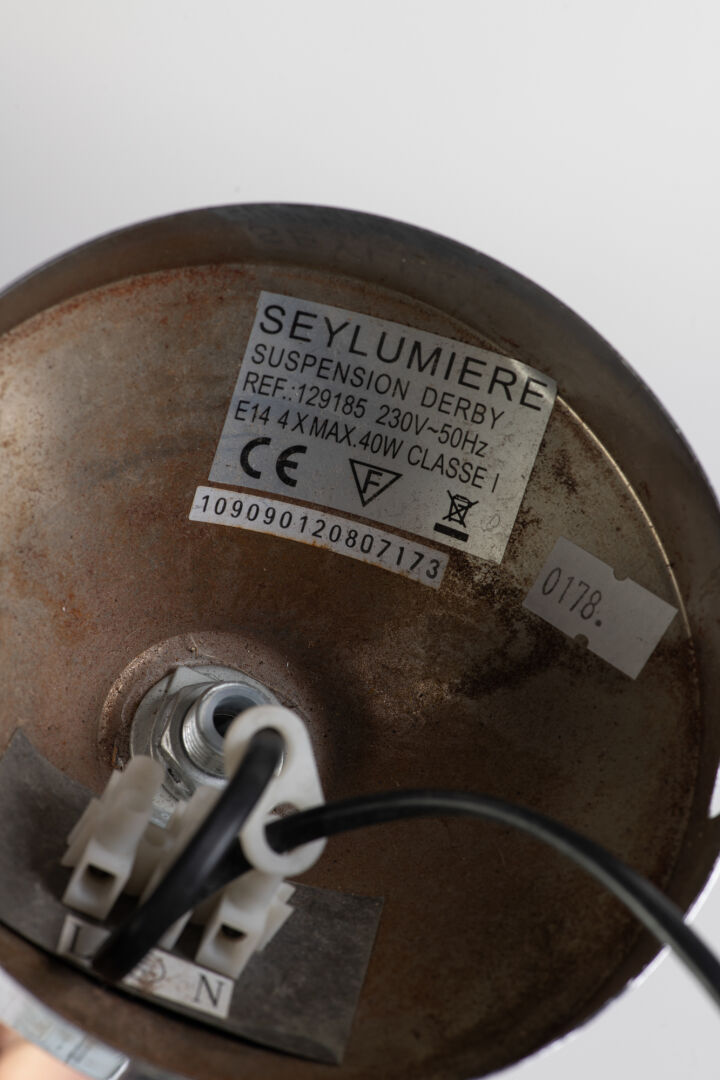 SEYLUMIERE
SUSPENSION DERBY
REF.:129185 230V~50Hz
E14 4 X MAX.40W CLASSE I
CE F
109090120807173
0178.
L N